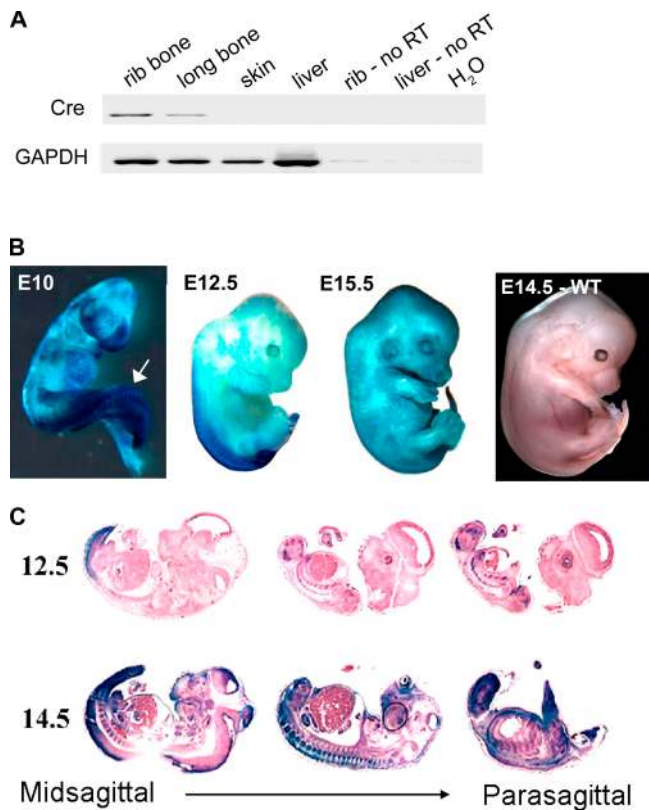 A
rib bone
long bone
skin
liver
rib - no RT
liver - no RT
H₂O
Cre
GAPDH
B
E10
E12.5
E15.5
E14.5 - WT
C
12.5
14.5
Midsagittal
Parasagittal